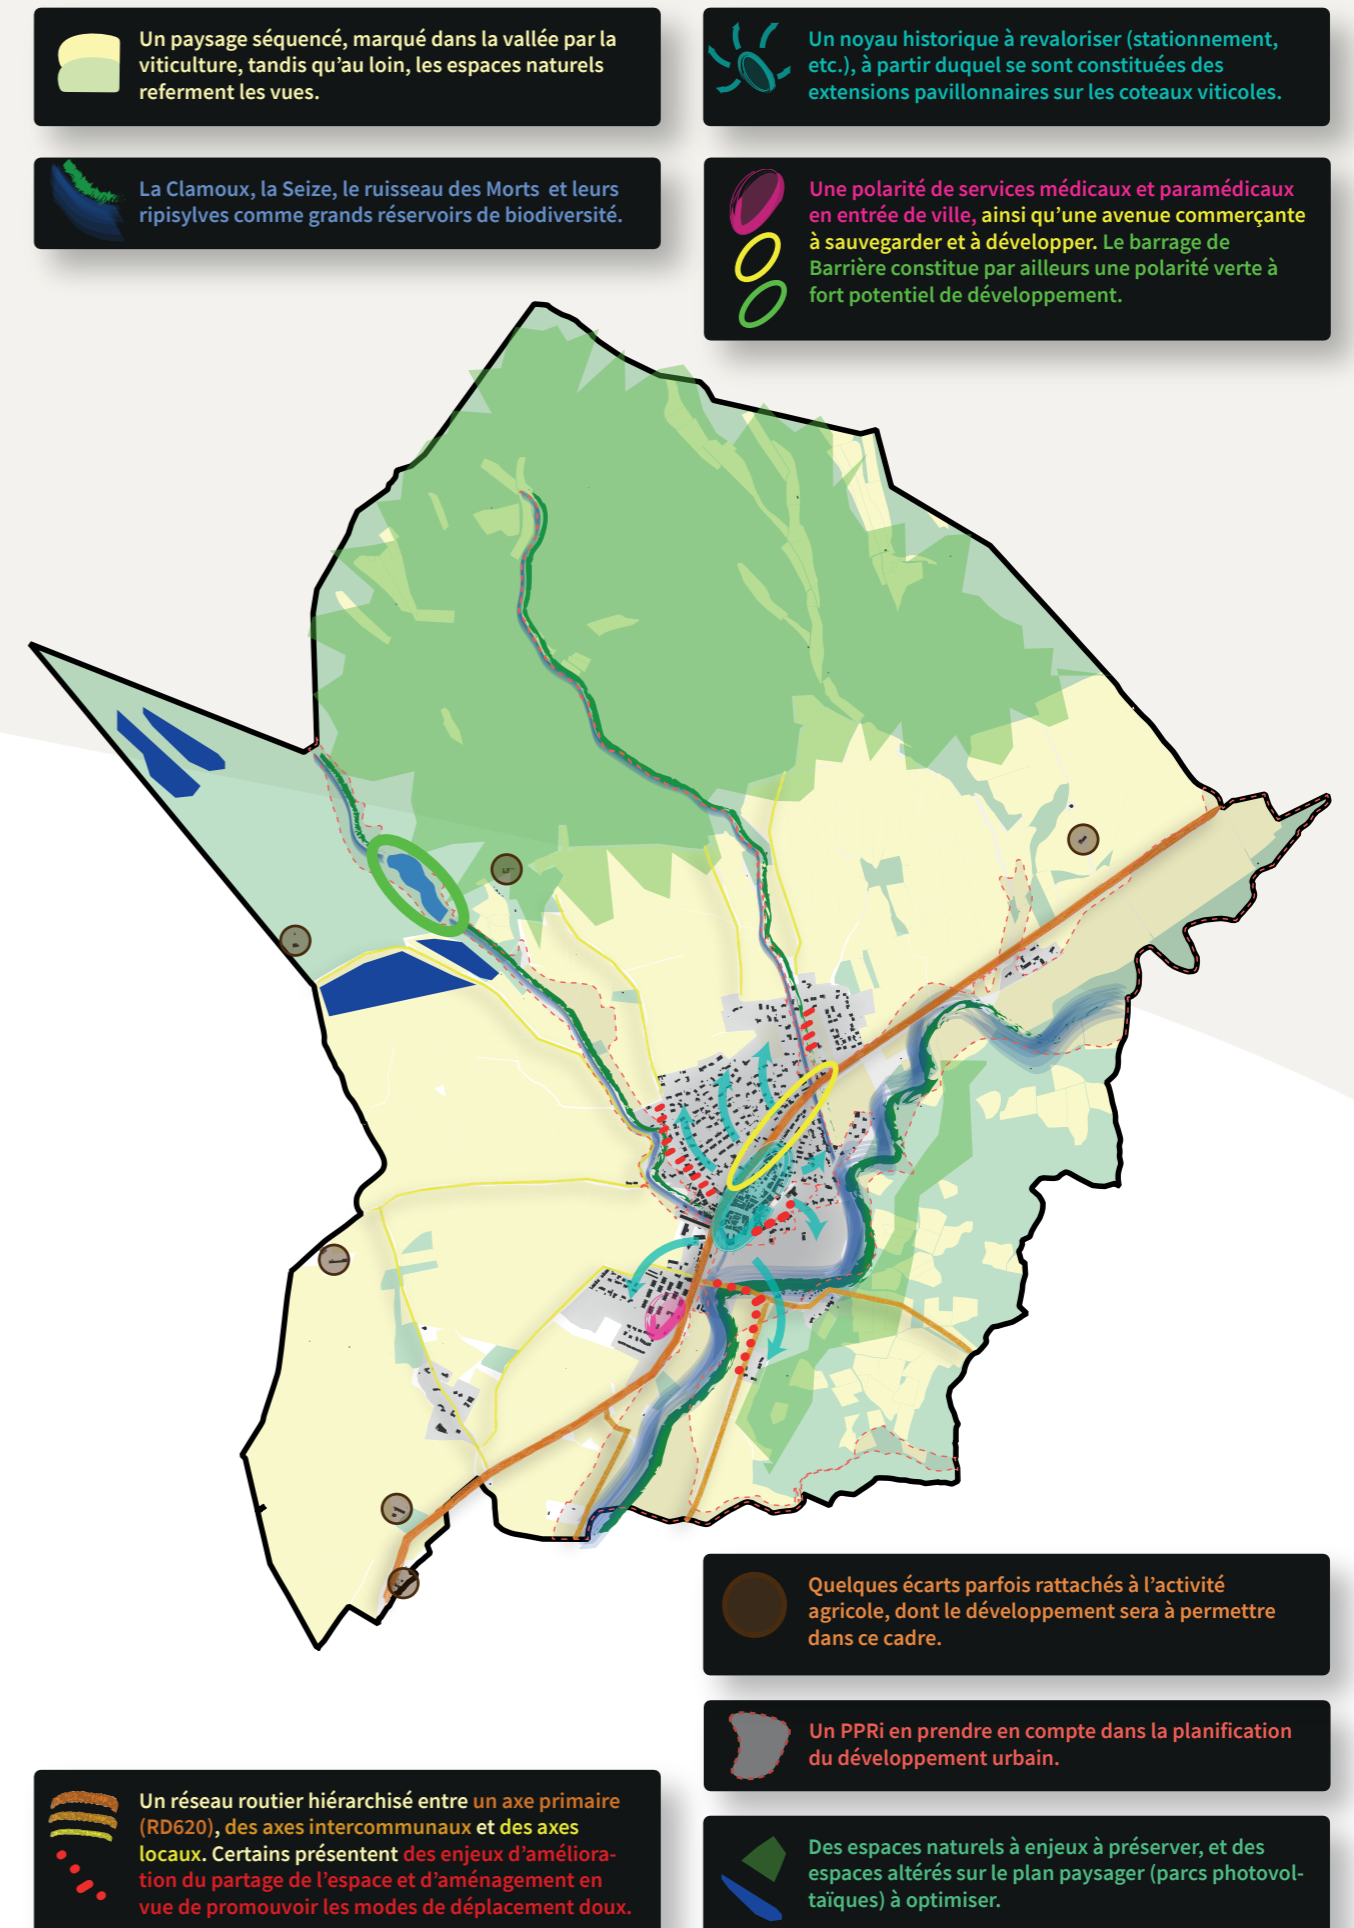 Un paysage séquencé, marqué dans la vallée par la
viticulture, tandis qu'au loin, les espaces naturels
referment les vues.
Un noyau historique à revaloriser (stationnement,
etc.), à partir duquel se sont constituées des
extensions pavillonnaires sur les coteaux viticoles.
La Clamoux, la Seize, le ruisseau des Morts et leurs
ripisylves comme grands réservoirs de biodiversité.
Une polarité de services médicaux et paramédicaux
en entrée de ville, ainsi qu'une avenue commerçante
à sauvegarder et à développer. Le barrage de
Barrière constitue par ailleurs une polarité verte à
fort potentiel de développement.
Quelques écarts parfois rattachés à l'activité
agricole, dont le développement sera à permettre
dans ce cadre.
Un PPRi en prendre en compte dans la planification
du développement urbain.
Un réseau routier hiérarchisé entre un axe primaire
(RD620), des axes intercommunaux et des axes
locaux. Certains présentent des enjeux d'améliora-
tion du partage de l'espace et d'aménagement en
vue de promouvoir les modes de déplacement doux.
Des espaces naturels à enjeux à préserver, et des
espaces altérés sur le plan paysager (parcs photovol-
taïques) à optimiser.